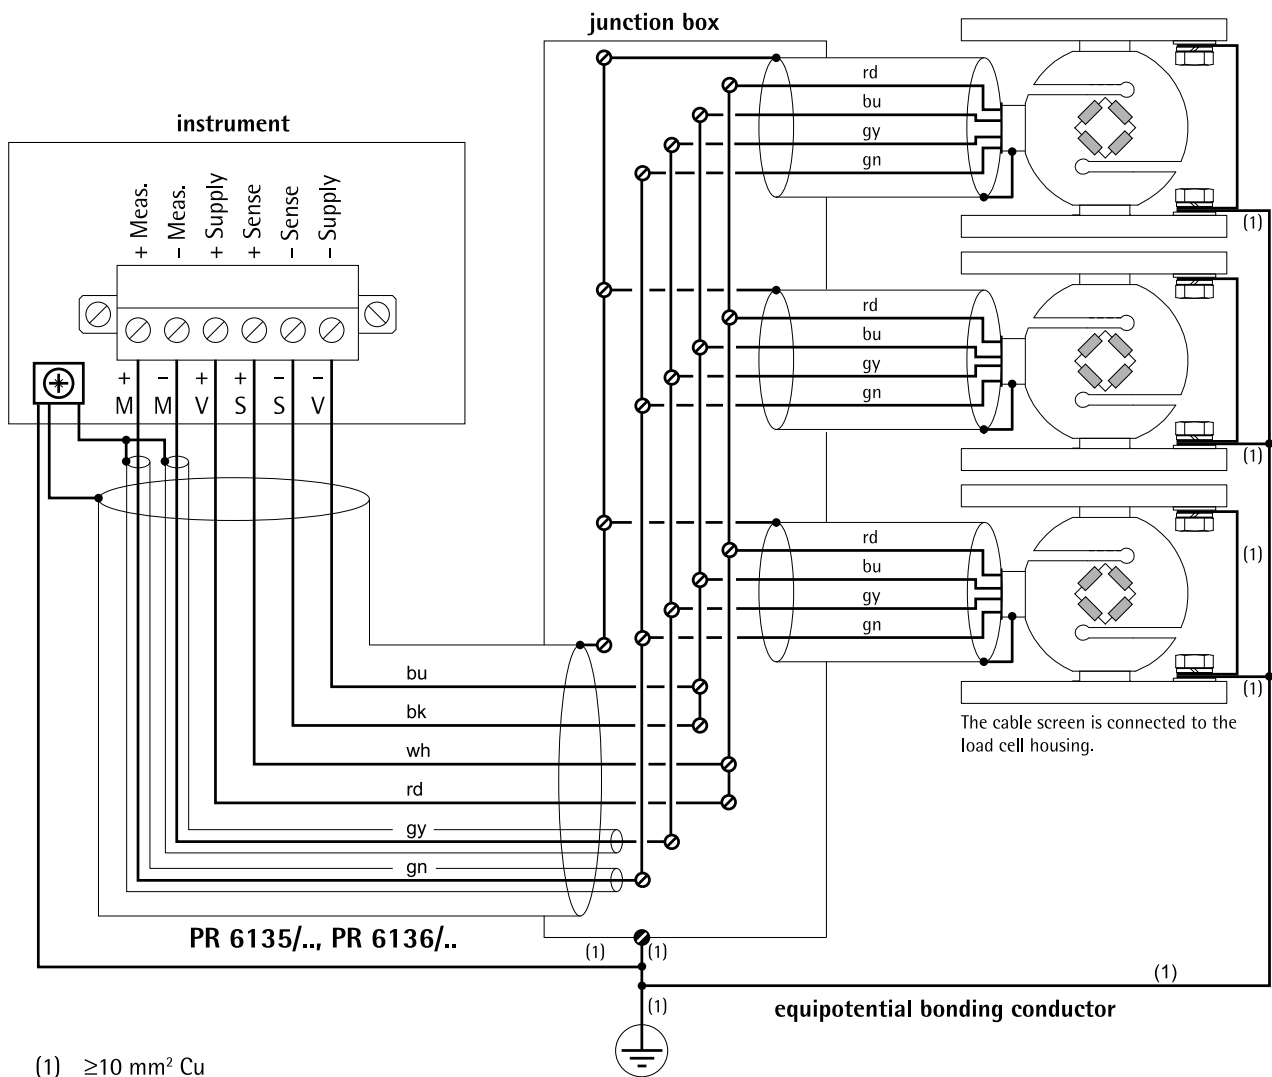 junction box
instrument
+ Meas.
– Meas.
+ Supply
+ Sense
– Sense
– Supply
+ – + + – –
M M V S S V
rd
bu
gy
gn
(1)
rd
bu
gy
gn
(1)
rd
bu
gy
gn
(1)
(1)
The cable screen is connected to the
load cell housing.
bu
bk
wh
rd
gy
gn
PR 6135/.., PR 6136/..
(1) (1)
(1)
(1)
equipotential bonding conductor
(1) ≥10 mm² Cu